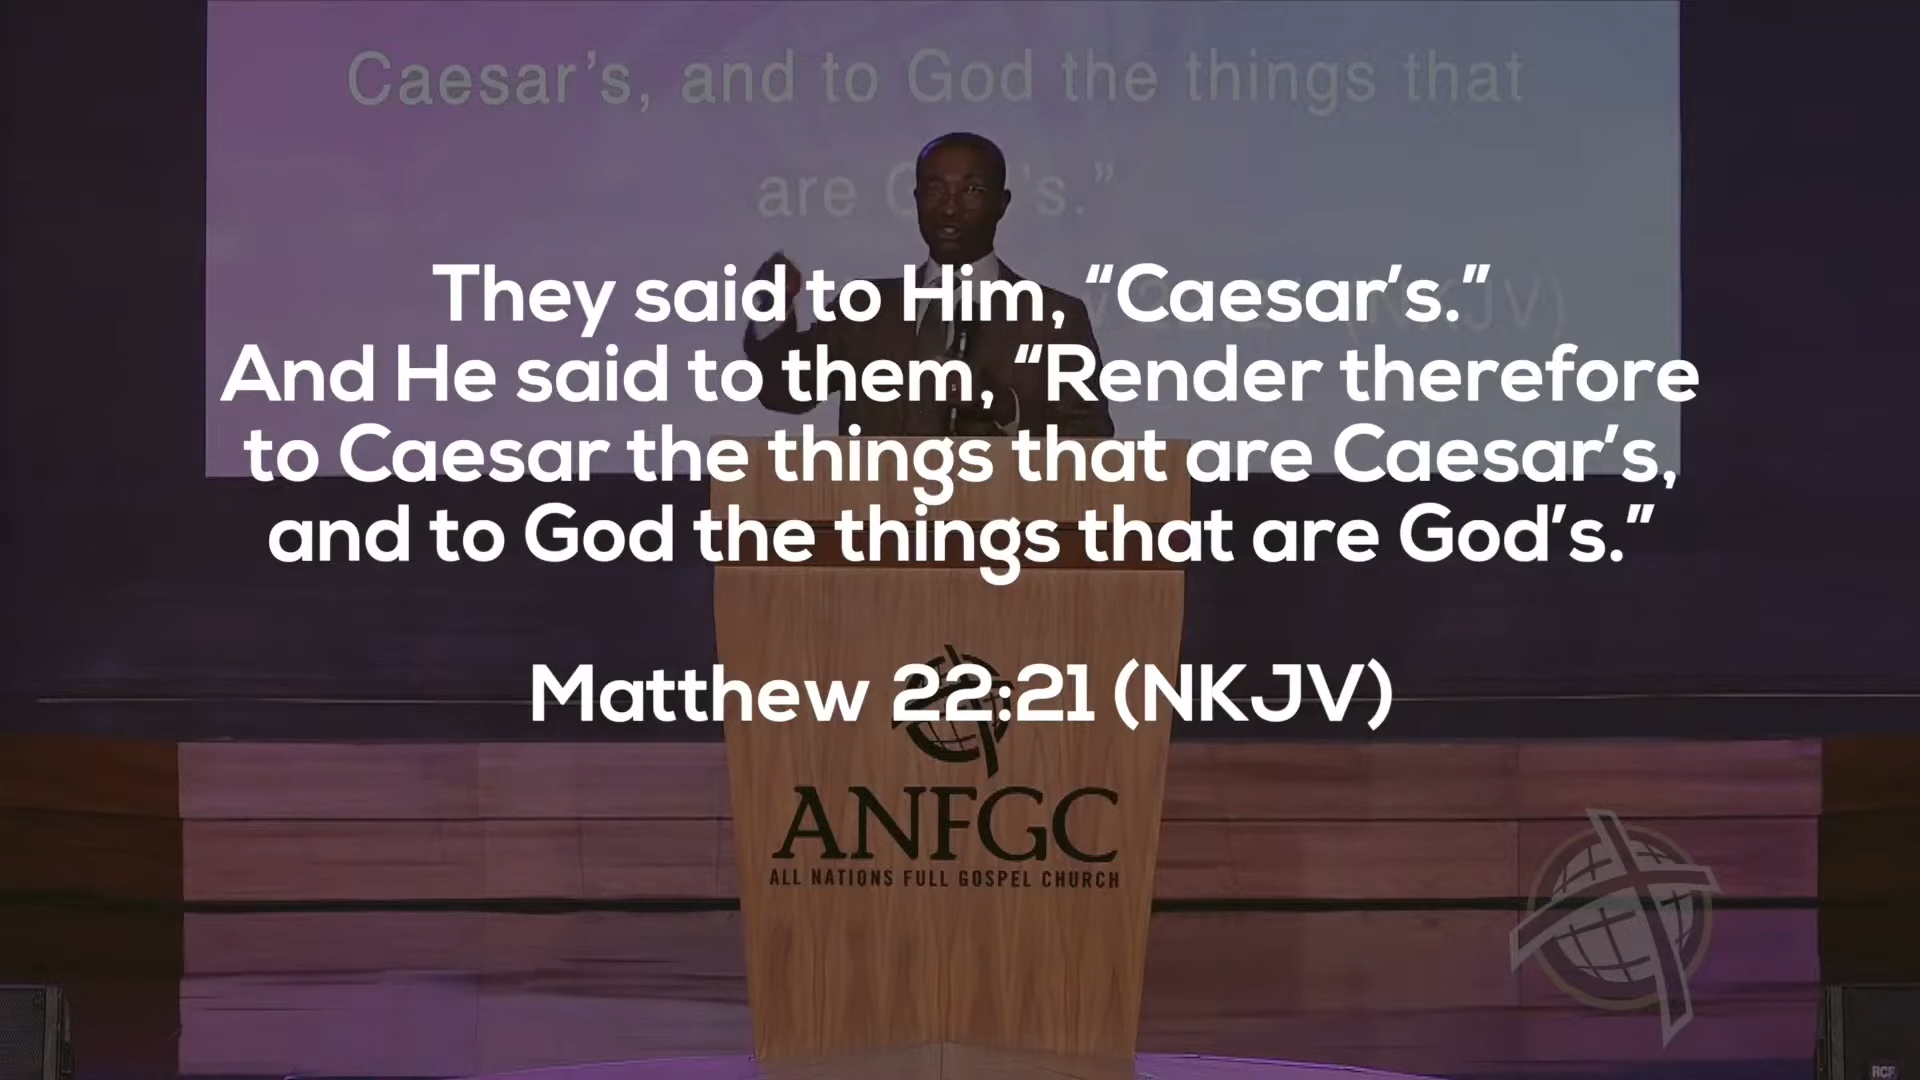 Caesar's, and to God the things that
are G 's.”
They said to Him, “Caesar’s.”
And He said to them, “Render therefore
to Caesar the things that are Caesar’s,
and to God the things that are God’s.”
Matthew 22:21 (NKJV)
ANFGC
ALL NATIONS FULL GOSPEL CHURCH
RCF